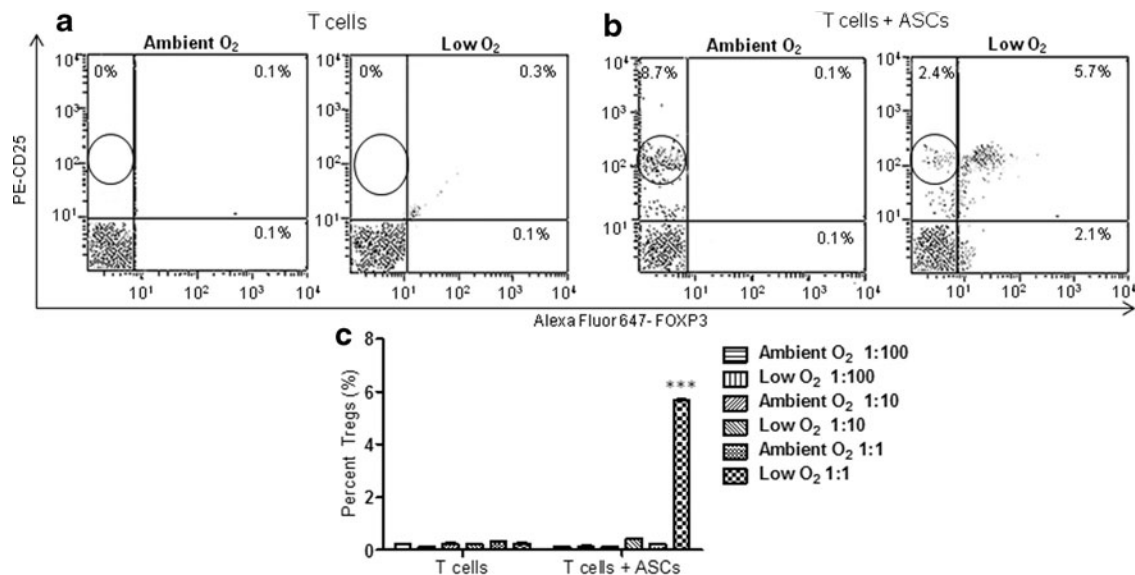 a
T cells
b
T cells + ASCs
Ambient O₂
Low O₂
Ambient O₂
Low O₂
10⁴
0%
0.1%
10⁴
0%
0.3%
10⁴
8.7%
0.1%
10⁴
2.4%
5.7%
10³
10³
10³
10³
PE-CD25
10²
10²
10²
10²
10¹
10¹
10¹
10¹
0.1%
0.1%
0.1%
2.1%
10¹ 10² 10³ 10⁴
10¹ 10² 10³ 10⁴
10¹ 10² 10³ 10⁴
10¹ 10² 10³ 10⁴
Alexa Fluor 647- FOXP3
c
Percent Tregs (%)
8
6
4
2
0
***
T cells
T cells + ASCs
Ambient O₂ 1:100
Low O₂ 1:100
Ambient O₂ 1:10
Low O₂ 1:10
Ambient O₂ 1:1
Low O₂ 1:1